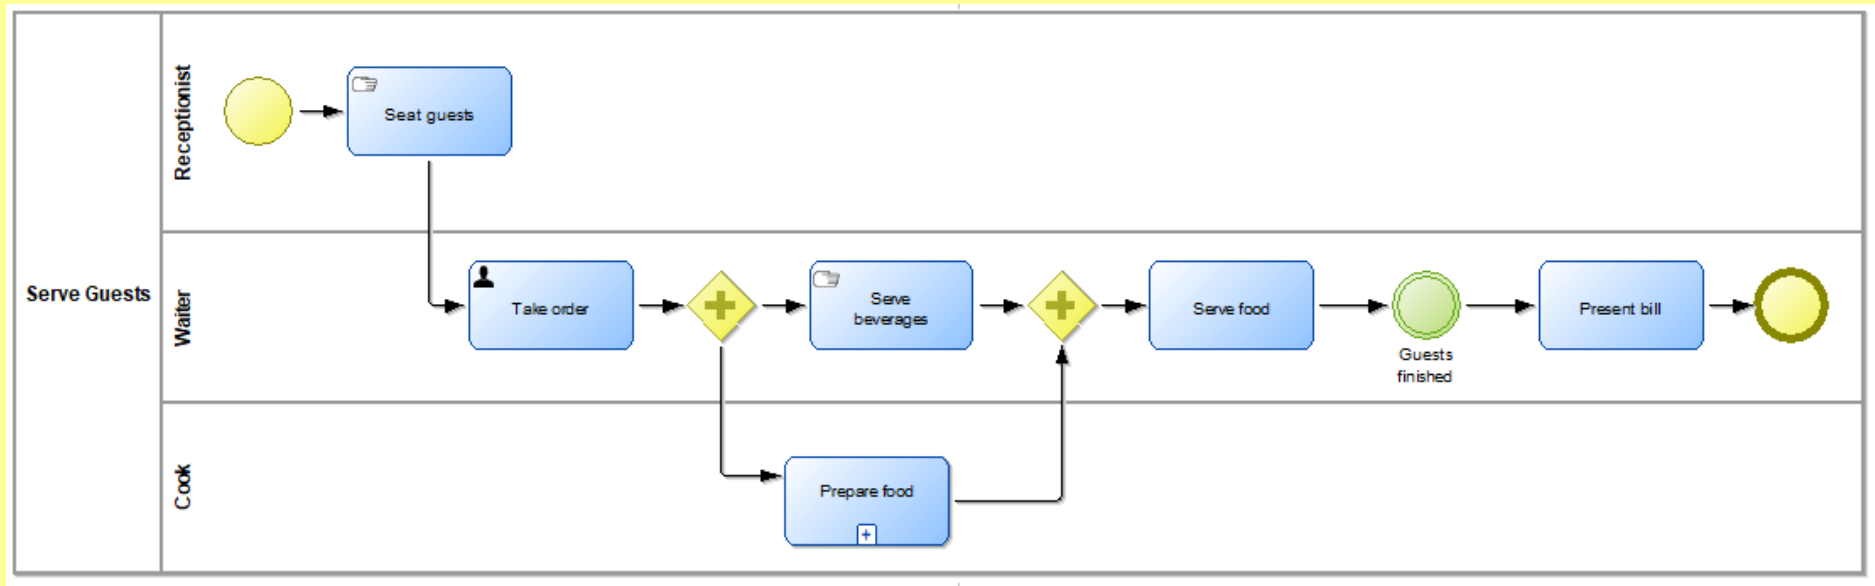 Serve Guests
Receptionist
Seat guests
Waiter
Take order
Serve
beverages
Serve food
Guests
finished
Present bill
Cook
Prepare food